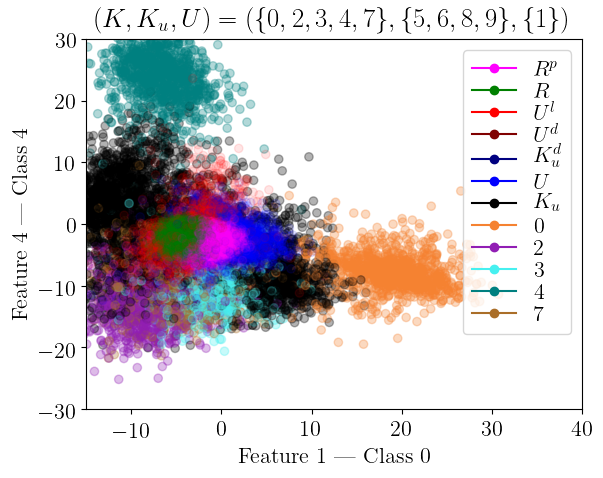 (K, K_u, U) = ({0, 2, 3, 4, 7}, {5, 6, 8, 9}, {1})
30
20
10
0
−10
−20
−30
Feature 4 — Class 4
−10
0
10
20
30
40
Feature 1 — Class 0
R^p
R
U^l
U^d
K_u^d
U
K_u
0
2
3
4
7